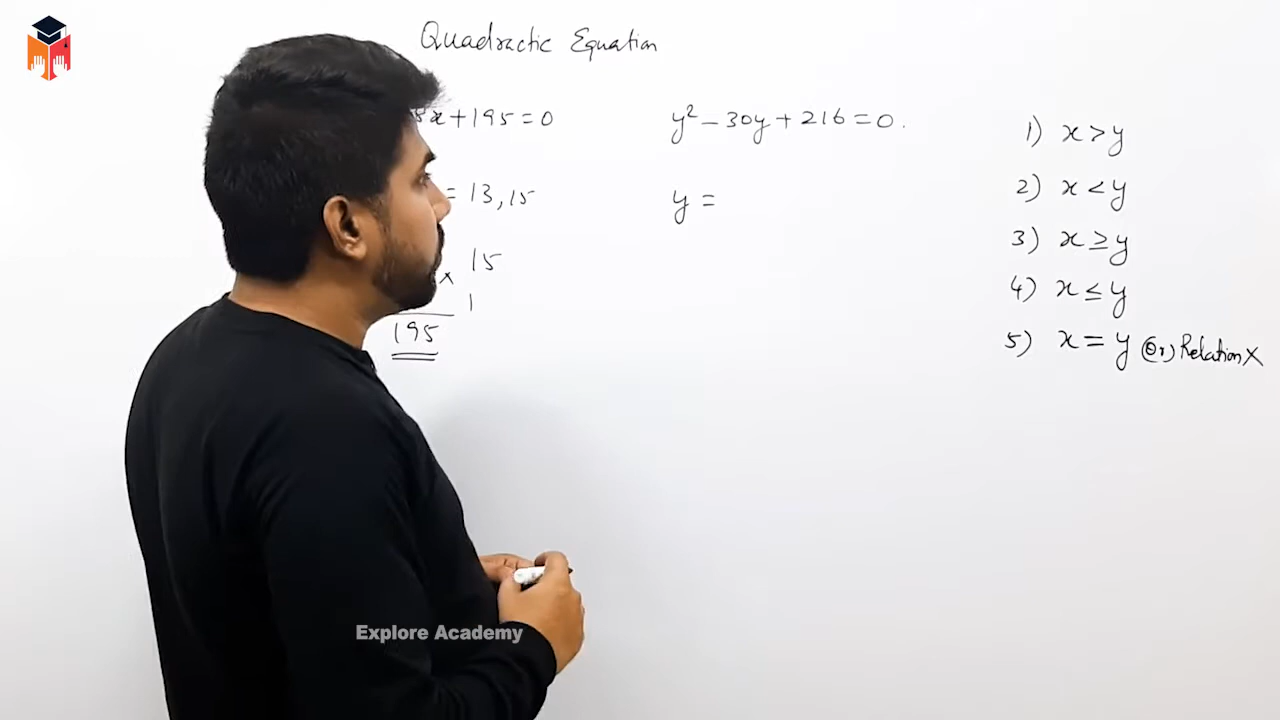 Quadractic Equation
8x+195=0
y²-30y+216=0.
= 13,15
y =
15
x
1
195
1) x>y
2) x<y
3) x≥y
4) x≤y
5) x=y (Or) Relation X
Explore Academy